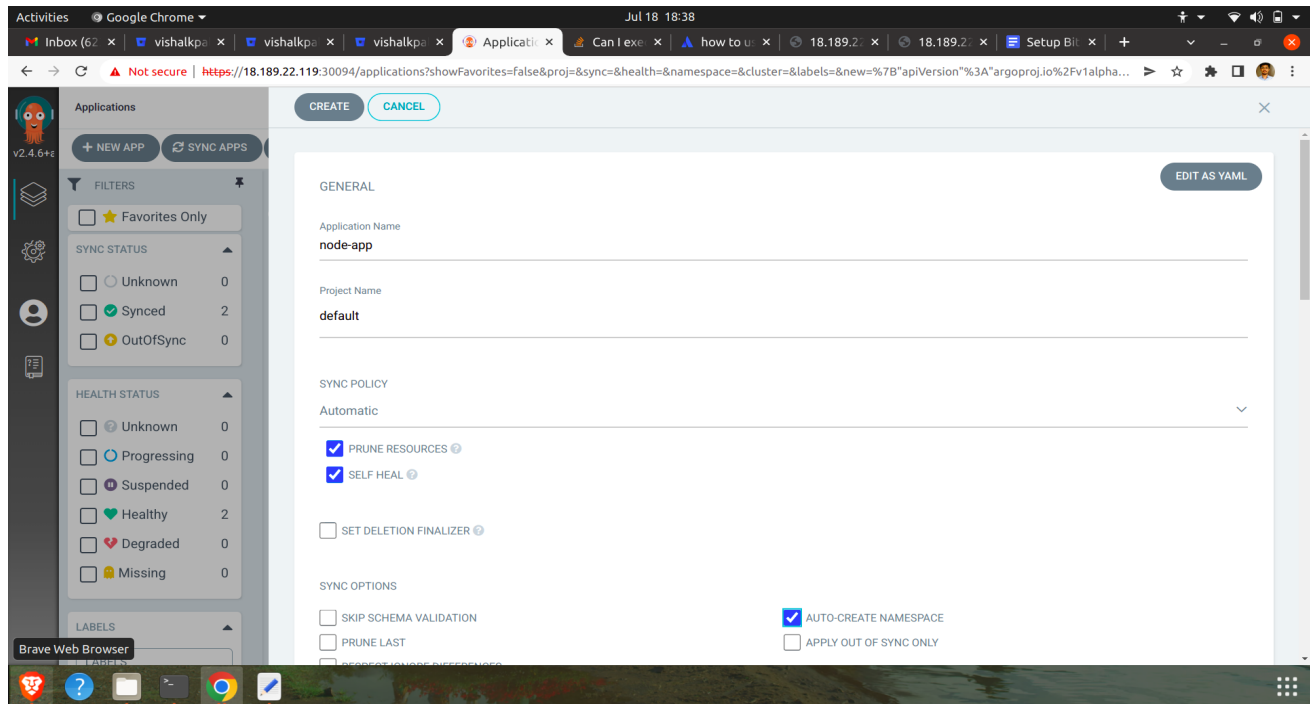 Activities Google Chrome Jul 18 18:38
Inbox (62 vishalkpa vishalkpa vishalkpa Applicatio Can I exe how to u 18.189.22 18.189.22 Setup Bit
Not secure | https://18.189.22.119:30094/applications?showFavorites=false&proj=&sync=&health=&namespace=&cluster=&labels=&new=%7B"apiVersion"%3A"argoproj.io%2Fv1alpha...
v2.4.6+
Applications
+ NEW APP SYNC APPS
CREATE CANCEL
FILTERS
Favorites Only
SYNC STATUS
Unknown 0
Synced 2
OutOfSync 0
HEALTH STATUS
Unknown 0
Progressing 0
Suspended 0
Healthy 2
Degraded 0
Missing 0
LABELS
LABELS
Brave Web Browser
EDIT AS YAML
GENERAL
Application Name
node-app
Project Name
default
SYNC POLICY
Automatic
PRUNE RESOURCES
SELF HEAL
SET DELETION FINALIZER
SYNC OPTIONS
SKIP SCHEMA VALIDATION AUTO-CREATE NAMESPACE
PRUNE LAST APPLY OUT OF SYNC ONLY
RESPECT IGNORE DIFFERENCES